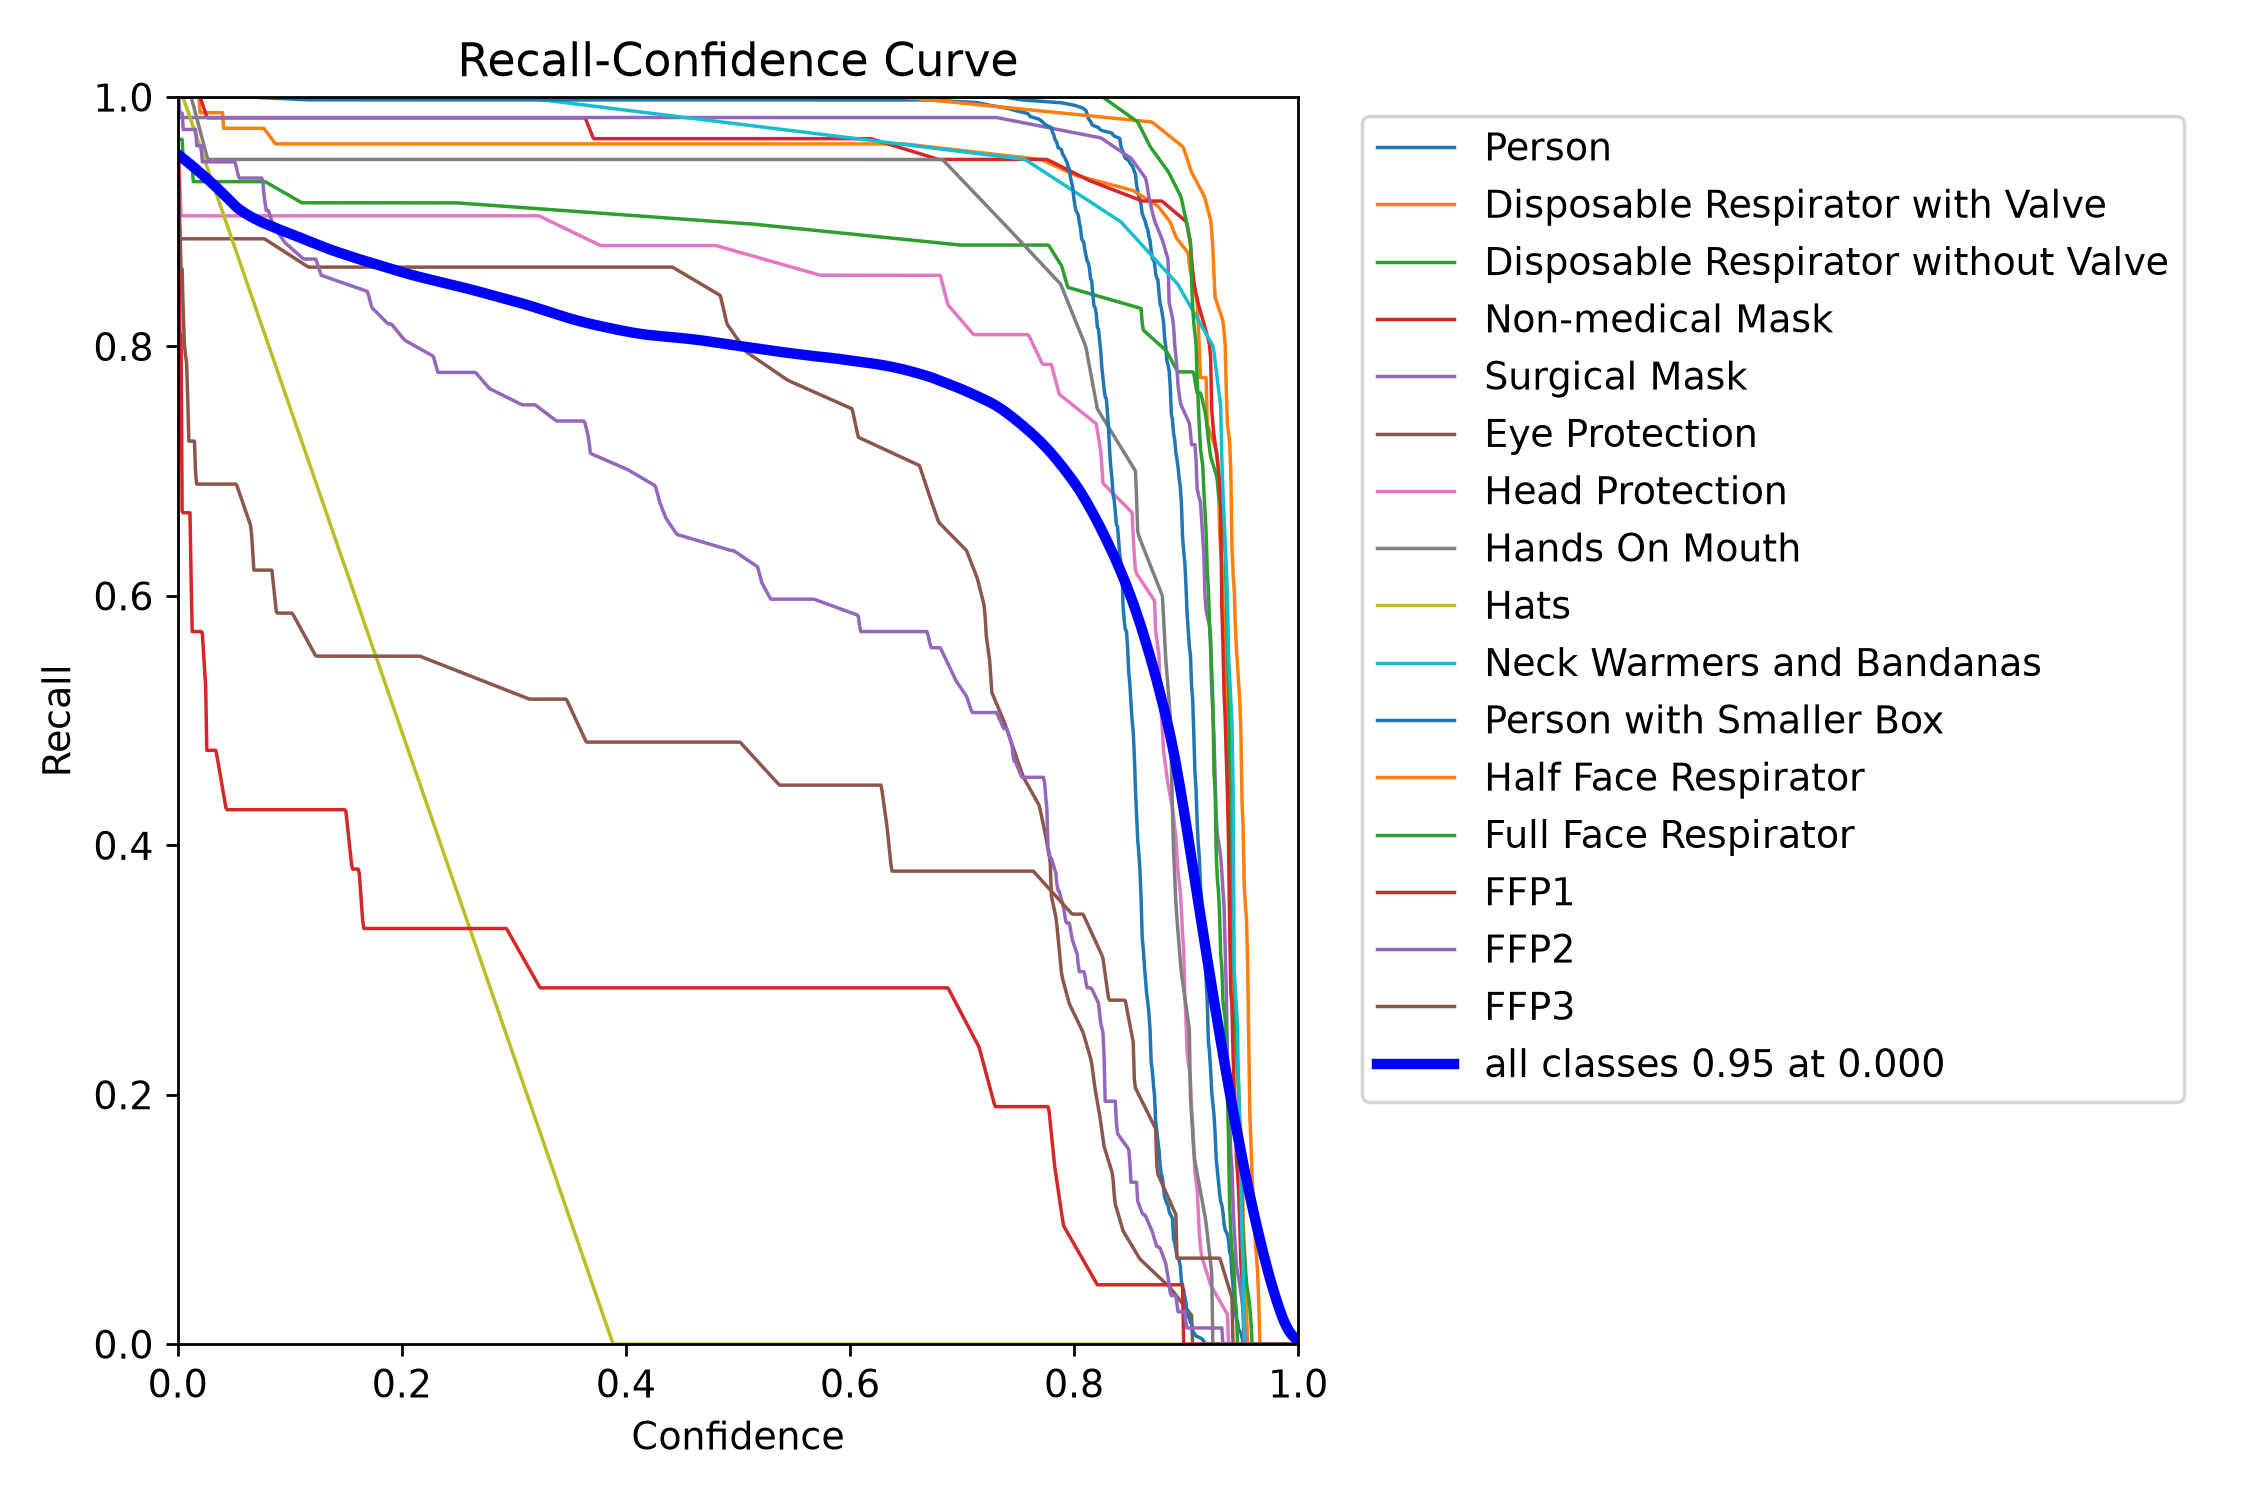 Recall-Confidence Curve
1.0
0.8
0.6
0.4
0.2
0.0
Recall
0.0 0.2 0.4 0.6 0.8 1.0
Confidence
Person
Disposable Respirator with Valve
Disposable Respirator without Valve
Non-medical Mask
Surgical Mask
Eye Protection
Head Protection
Hands On Mouth
Hats
Neck Warmers and Bandanas
Person with Smaller Box
Half Face Respirator
Full Face Respirator
FFP1
FFP2
FFP3
all classes 0.95 at 0.000